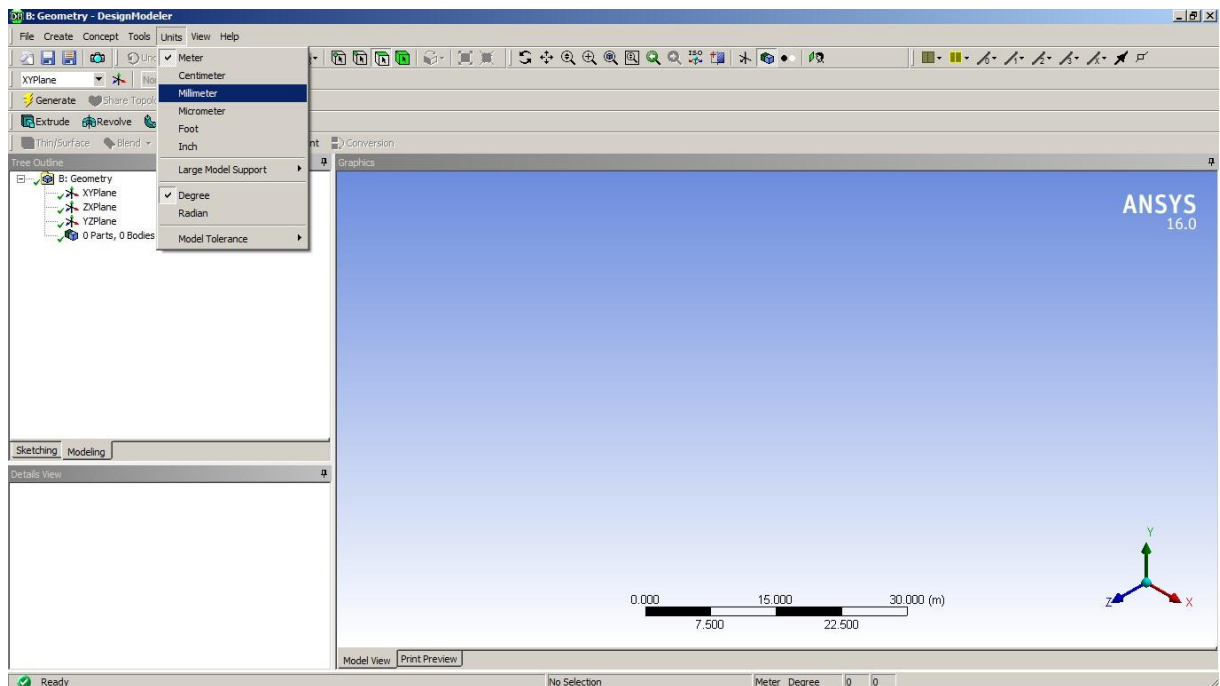 B: Geometry - DesignModeler
File Create Concept Tools Units View Help
Meter
Centimeter
Millimeter
Micrometer
Foot
Inch
Large Model Support
Degree
Radian
Model Tolerance
XYPlane
Generate
Extrude Revolve
Thin/Surface Blend
Conversion
Tree Outline
B: Geometry
XYPlane
ZXPlane
YZPlane
0 Parts, 0 Bodies
Sketching Modeling
Details View
Graphics
ANSYS
16.0
Y
Z X
0.000 15.000 30.000 (m)
7.500 22.500
Model View Print Preview
Ready No Selection Meter Degree 0 0